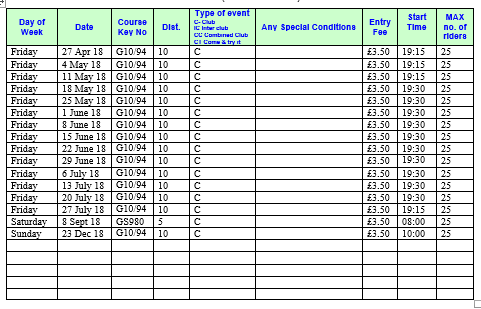 Day of Week Date Course Key No Dist. Type of event C- Club IC Inter club CC Combined Club CT Come & try it Any Special Conditions Entry Fee Start Time MAX no. of riders
Friday 27 Apr 18 G10/94 10 C £3.50 19:15 25
Friday 4 May 18 G10/94 10 C £3.50 19:15 25
Friday 11 May 18 G10/94 10 C £3.50 19:15 25
Friday 18 May 18 G10/94 10 C £3.50 19:30 25
Friday 25 May 18 G10/94 10 C £3.50 19:30 25
Friday 1 June 18 G10/94 10 C £3.50 19:30 25
Friday 8 June 18 G10/94 10 C £3.50 19:30 25
Friday 15 June 18 G10/94 10 C £3.50 19:30 25
Friday 22 June 18 G10/94 10 C £3.50 19:30 25
Friday 29 June 18 G10/94 10 C £3.50 19:30 25
Friday 6 July 18 G10/94 10 C £3.50 19:30 25
Friday 13 July 18 G10/94 10 C £3.50 19:30 25
Friday 20 July 18 G10/94 10 C £3.50 19:30 25
Friday 27 July 18 G10/94 10 C £3.50 19:15 25
Saturday 8 Sept 18 GS980 5 C £3.50 08:00 25
Sunday 23 Dec 18 G10/94 10 C £3.50 10:00 25